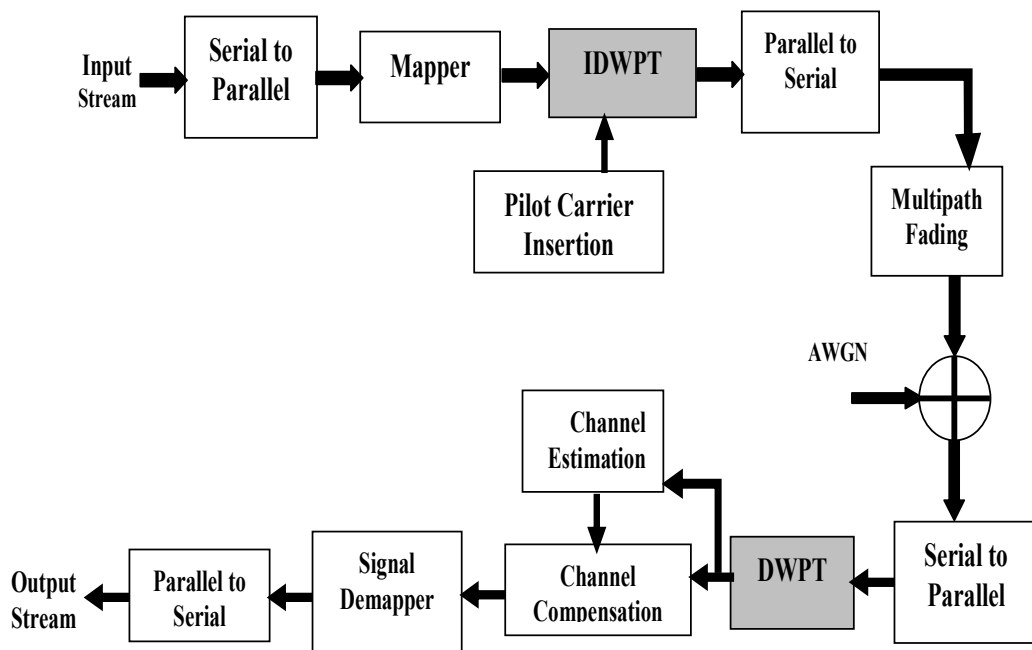 Input
Stream
Serial to
Parallel
Mapper
IDWPT
Parallel to
Serial
Pilot Carrier
Insertion
Multipath
Fading
AWGN
Channel
Estimation
Serial to
Parallel
DWPT
Channel
Compensation
Signal
Demapper
Parallel to
Serial
Output
Stream